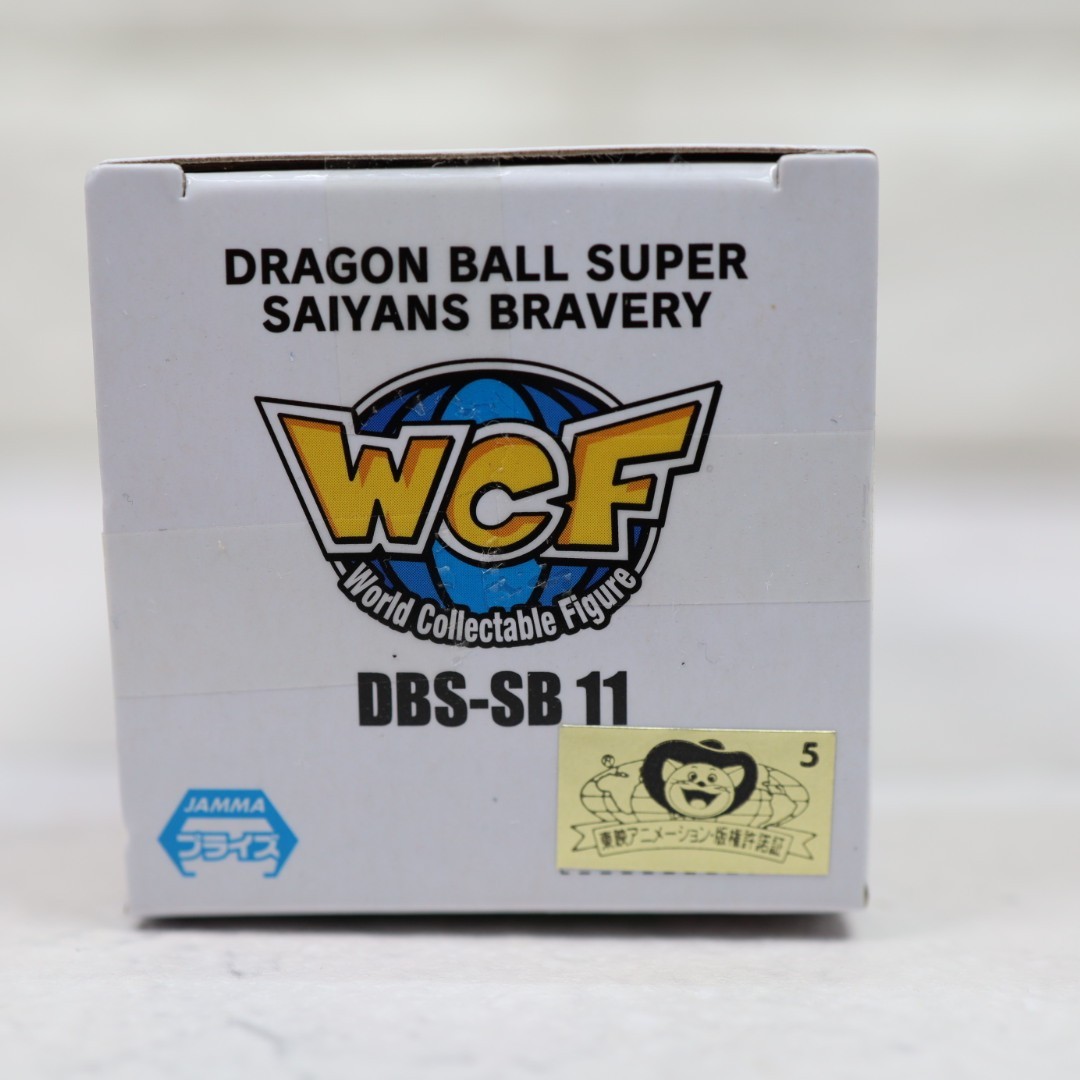 DRAGON BALL SUPER
SAIYANS BRAVERY
WCF
World Collectable Figure
DBS-SB 11
5
®
東映アニメーション・版権許諾証
JAMMA
プライズ